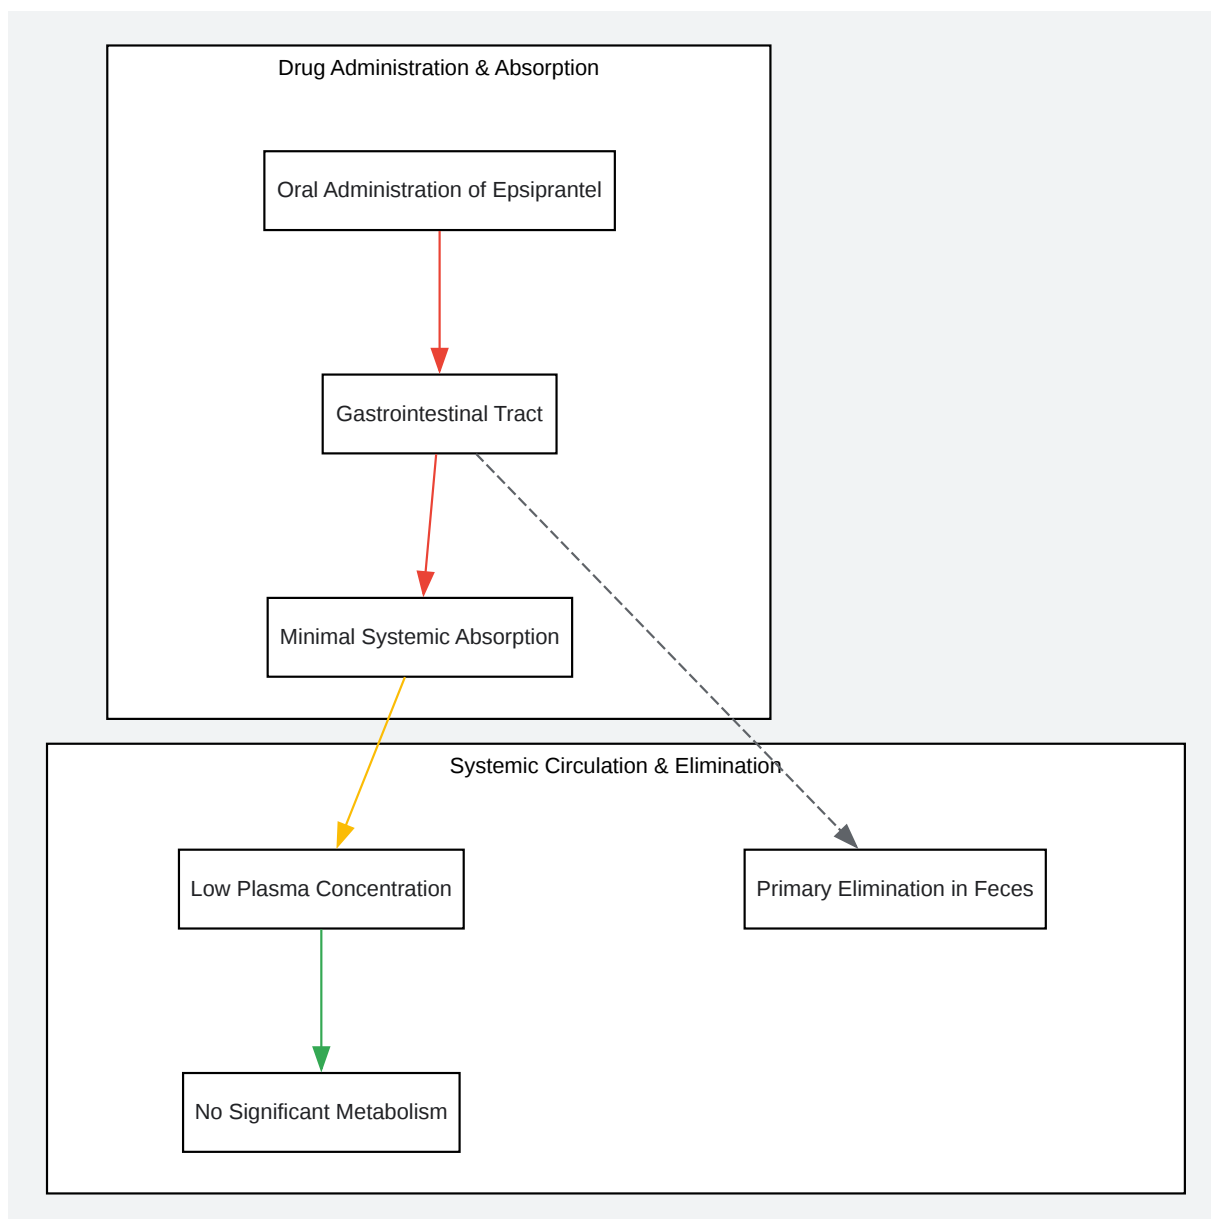 Drug Administration & Absorption
Oral Administration of Epsiprantel
Gastrointestinal Tract
Minimal Systemic Absorption
Systemic Circulation & Elimination
Low Plasma Concentration
Primary Elimination in Feces
No Significant Metabolism